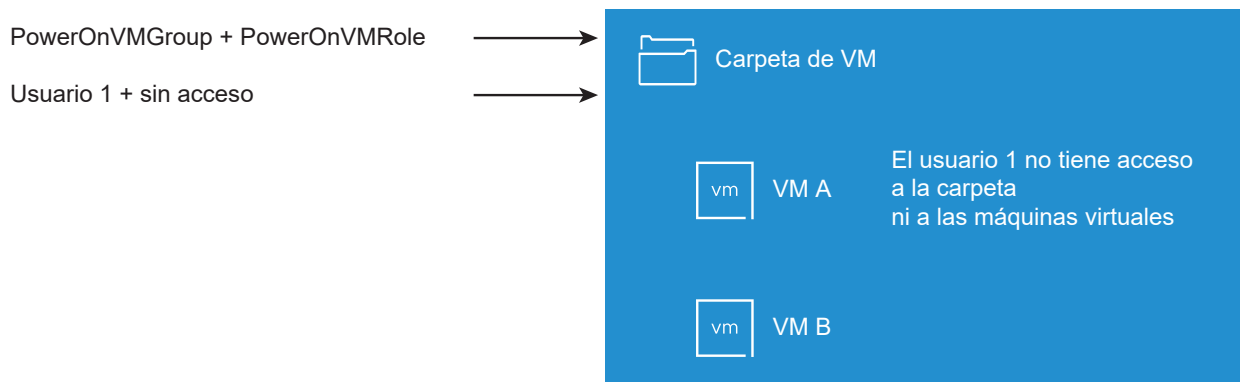 PowerOnVMGroup + PowerOnVMRole
Usuario 1 + sin acceso
Carpeta de VM
vm
VM A
El usuario 1 no tiene acceso
a la carpeta
ni a las máquinas virtuales
vm
VM B